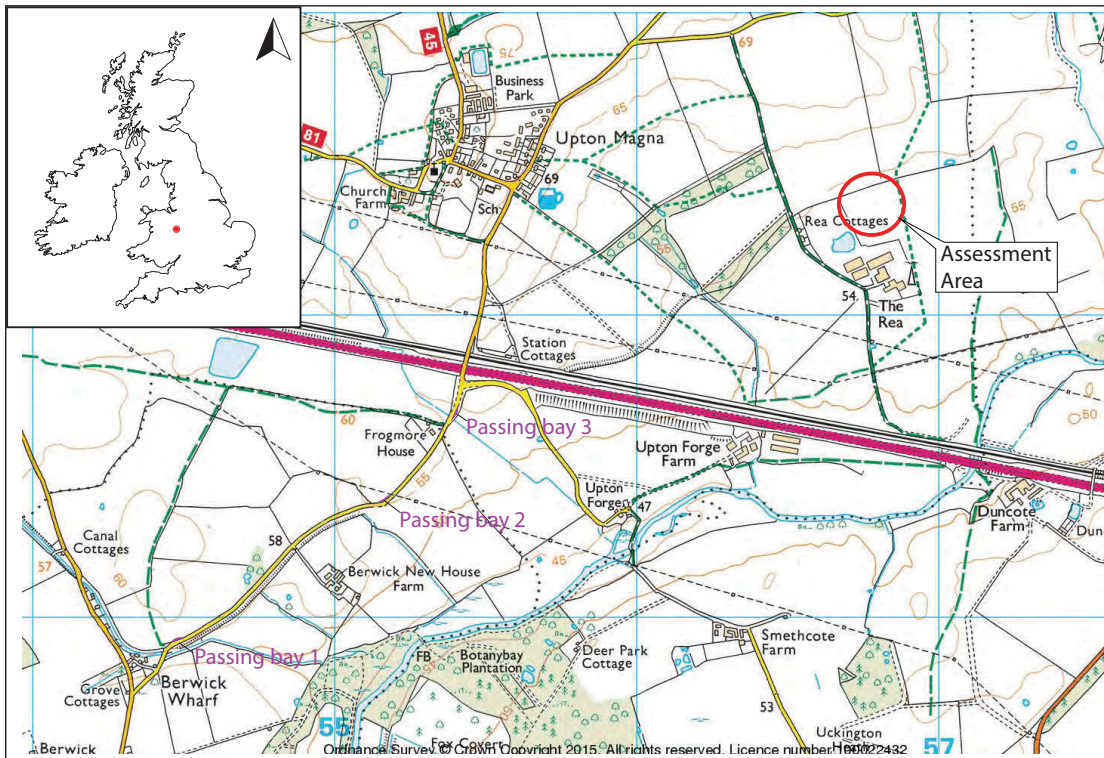 45
75
69
Business
Park
65
81
Upton Magna
69
Church
Farm
Sch
Rea Cottages
55
55
Assessment
Area
54
The
Rea
Station
Cottages
50
60
Passing bay 3
Frogmore
House
Upton Forge
Farm
55
Upton
Forge
47
Passing bay 2
Duncote
Farm
Dun
Canal
Cottages
58
57
60
45
Berwick New House
Farm
Passing bay 1
Smethcote
Farm
Deer Park
Cottage
FB
Botanybay
Plantation
Grove
Cottages
Berwick
Wharf
50
53
55
57
Uckington
Heath
Berwick
Fox Covert
Ordnance Survey © Crown Copyright 2015. All rights reserved. Licence number 100022432